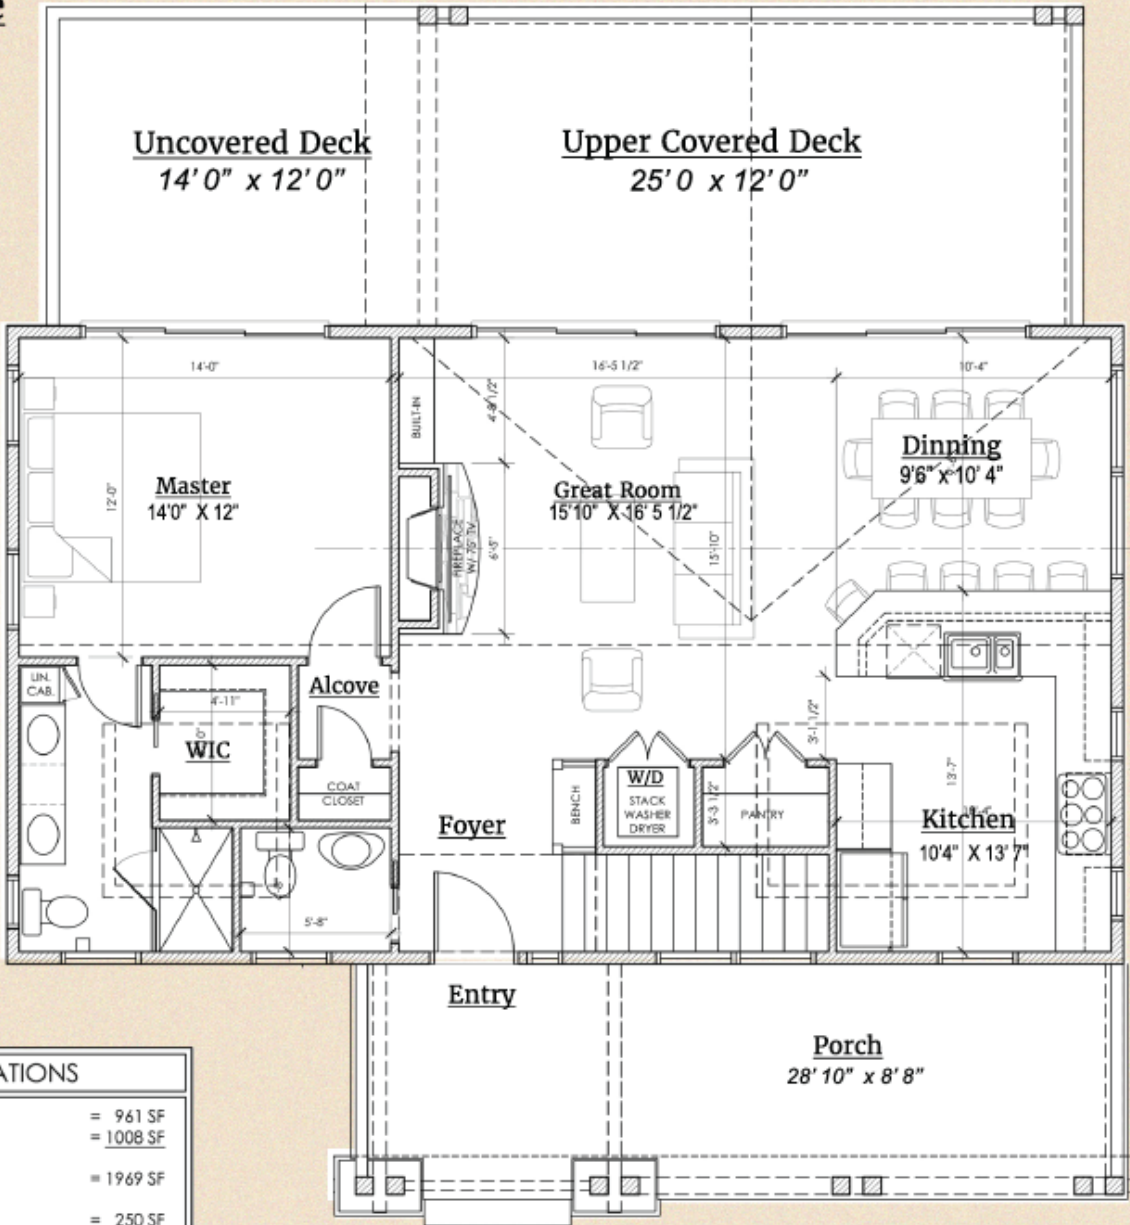 Uncovered Deck
14' 0" x 12' 0"
Upper Covered Deck
25' 0 x 12' 0"
14'-0"
16'-5 1/2"
10'-4"
BUILT-IN
4'-8 1/2"
Dinning
9'6" x 10' 4"
Master
14'0" X 12"
12'-0"
Great Room
15'10" X 16' 5 1/2"
FIREPLACE
W/ 75" TV
6'-5"
15'-10"
LIN.
CAB.
4'-11"
WIC
Alcove
COAT
CLOSET
3'-1 1/2"
13'-7"
W/D
STACK
WASHER
DRYER
BENCH
3'-3 1/2"
PANTRY
Foyer
Kitchen
10'4" X 13' 7"
5'-8"
Entry
Porch
28' 10" x 8' 8"
ATIONS
= 961 SF
= 1008 SF
= 1969 SF
= 250 SF